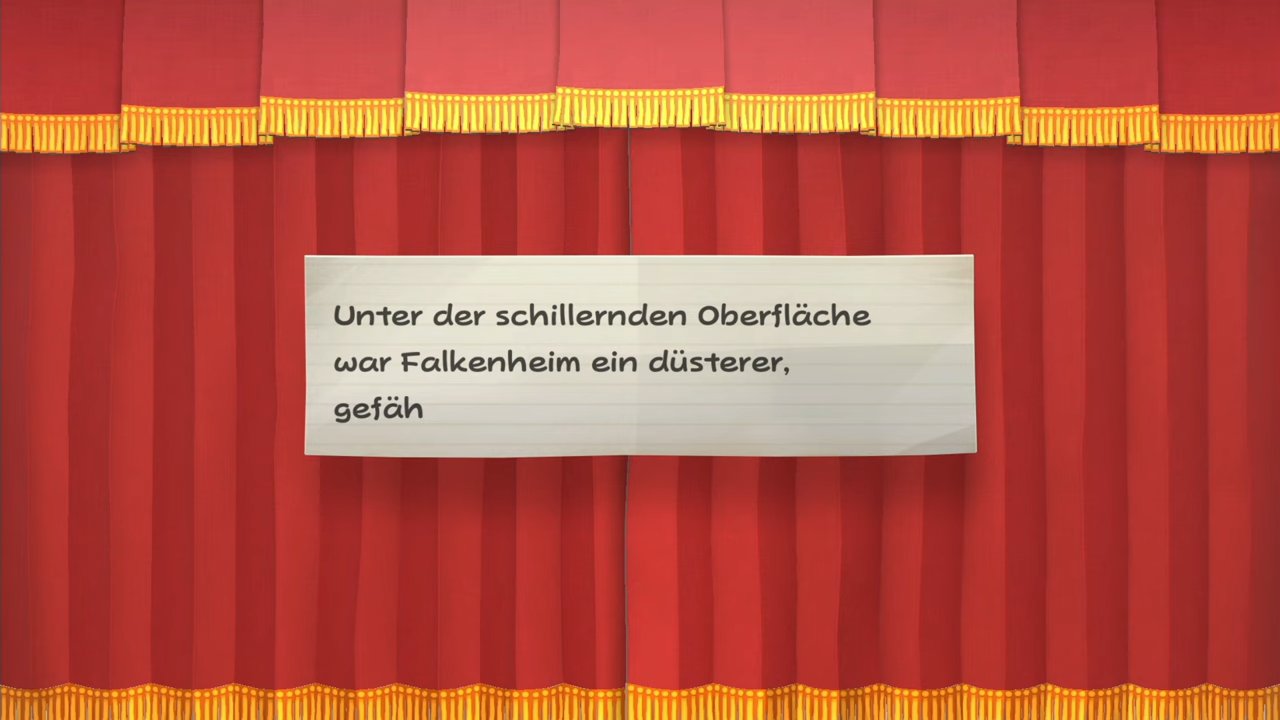 Unter der schillernden Oberfläche
war Falkenheim ein düsterer,
gefäh